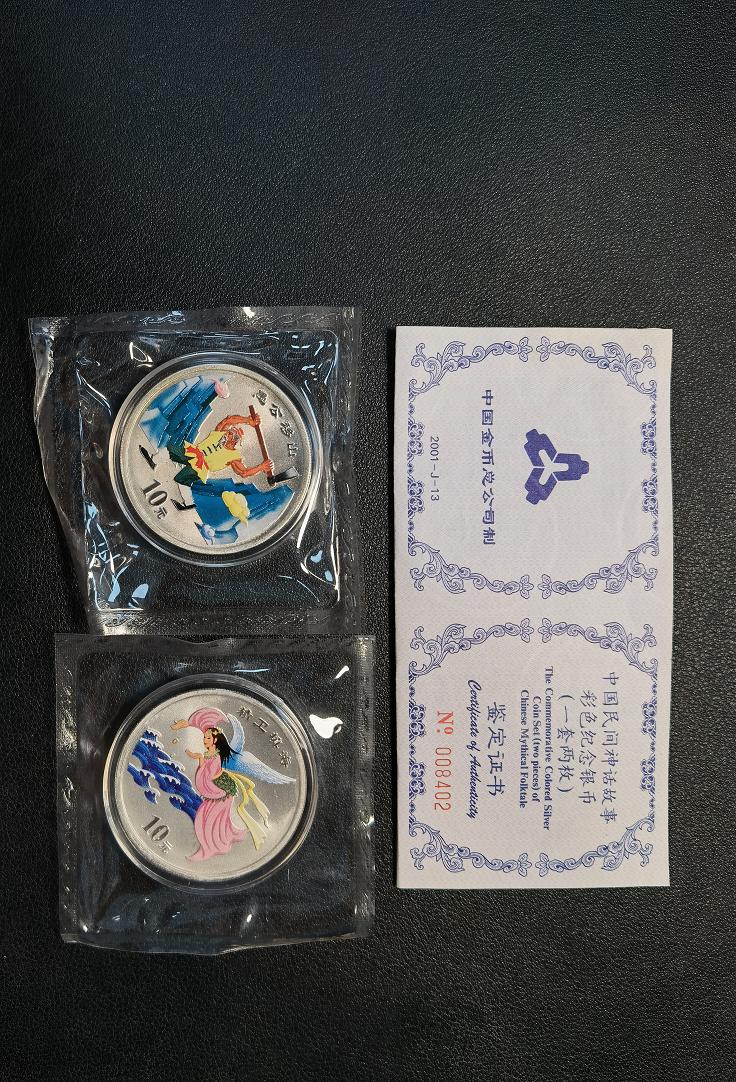 愚公移山
10元
精卫填海
10元
中国金币总公司制
2001-J-13
中国民间神话故事
彩色纪念银币
(一套两枚)
The Commemorative Colored Silver
Coin Set (two pieces) of
Chinese Mythical Folktale
鉴定证书
Certificate of Authenticity
№ 008402